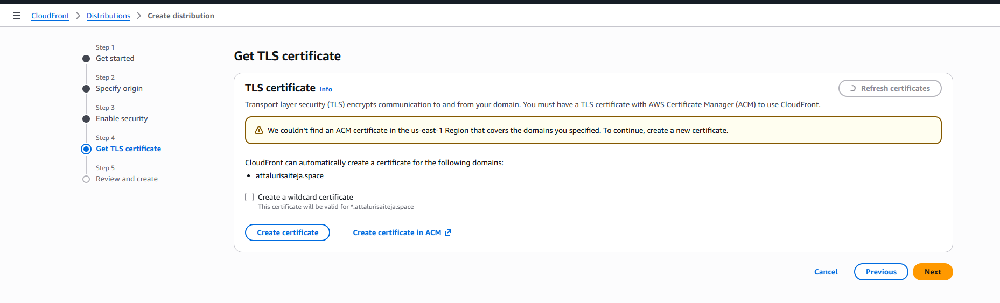 CloudFront > Distributions > Create distribution
Step 1
Get started
Step 2
Specify origin
Step 3
Enable security
Step 4
Get TLS certificate
Step 5
Review and create
Get TLS certificate
TLS certificate Info
Refresh certificates
Transport layer security (TLS) encrypts communication to and from your domain. You must have a TLS certificate with AWS Certificate Manager (ACM) to use CloudFront.
We couldn't find an ACM certificate in the us-east-1 Region that covers the domains you specified. To continue, create a new certificate.
CloudFront can automatically create a certificate for the following domains:
• attalurisaiteja.space
Create a wildcard certificate
This certificate will be valid for *.attalurisaiteja.space
Create certificate
Create certificate in ACM
Cancel
Previous
Next